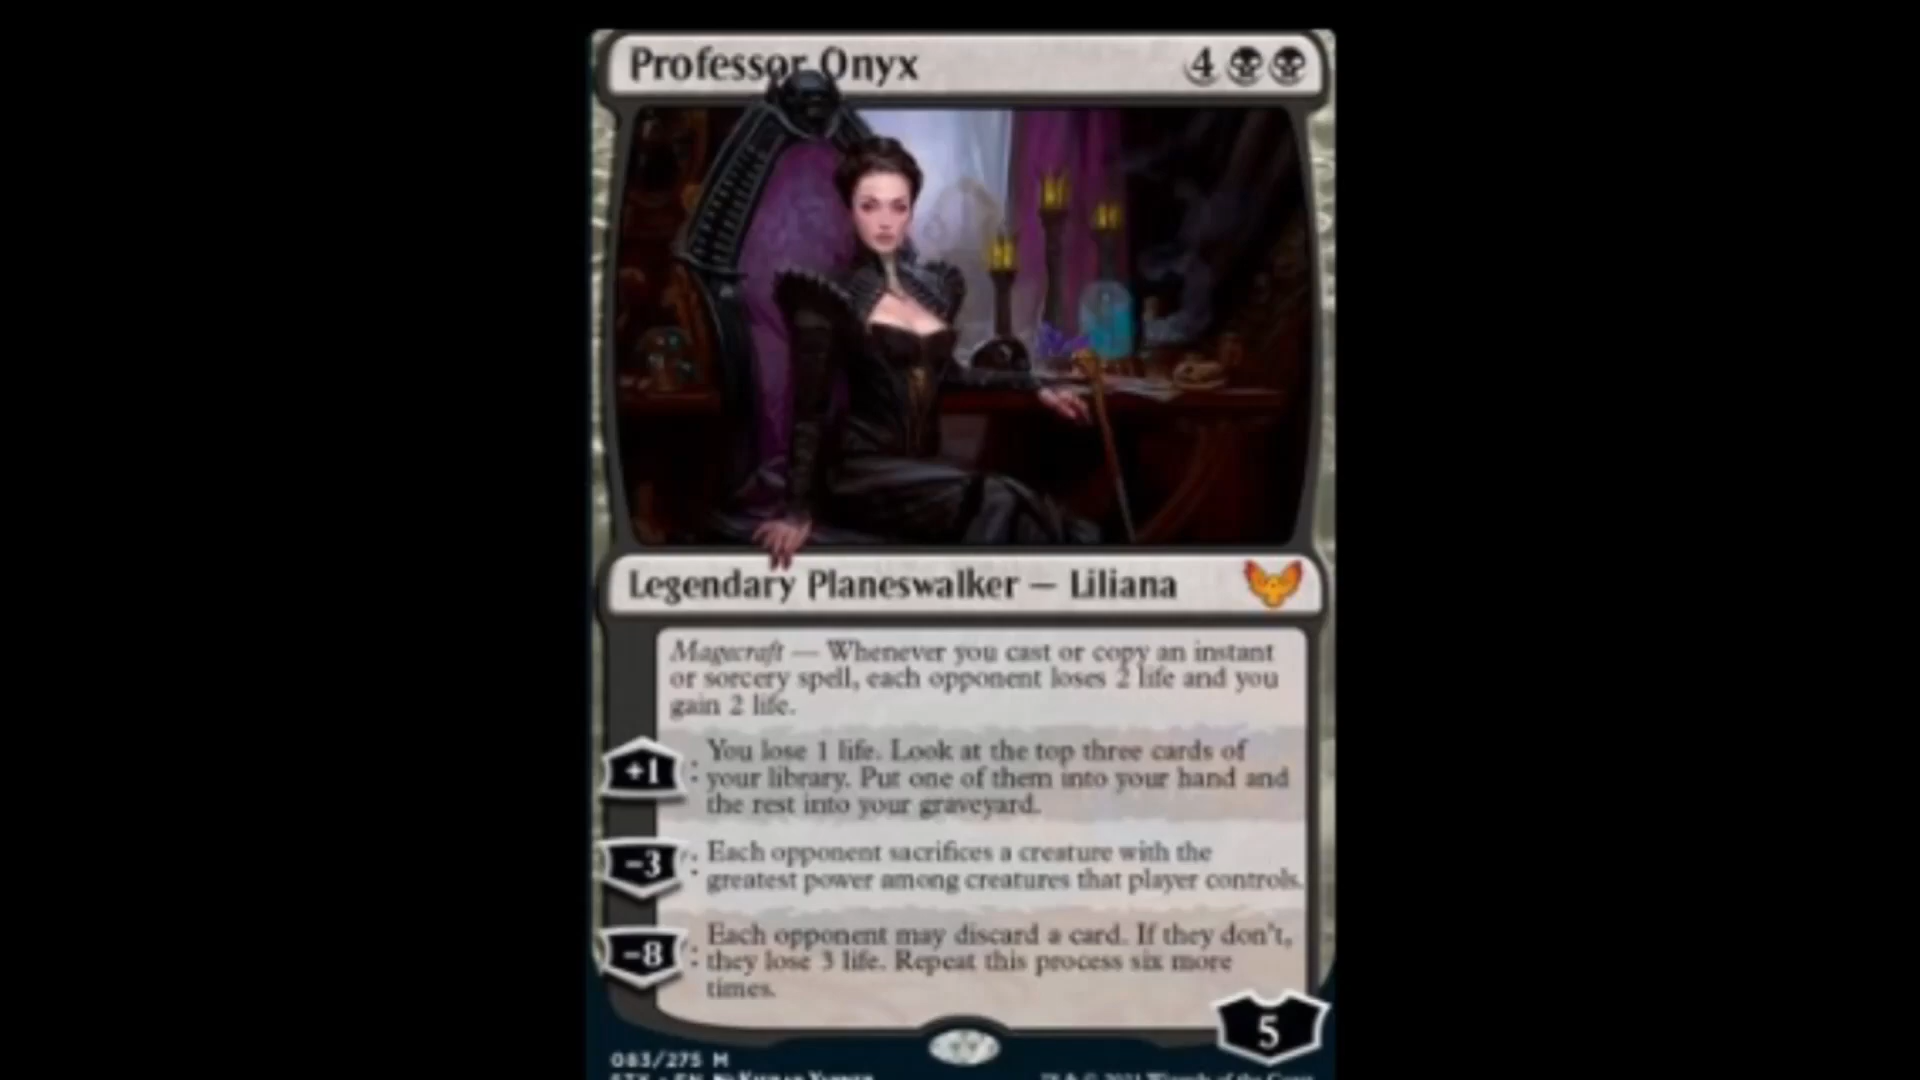 Professor Onyx 4
Legendary Planeswalker — Liliana
Magecraft — Whenever you cast or copy an instant
or sorcery spell, each opponent loses 2 life and you
gain 2 life.
+1: You lose 1 life. Look at the top three cards of
your library. Put one of them into your hand and
the rest into your graveyard.
−3: Each opponent sacrifices a creature with the
greatest power among creatures that player controls.
−8: Each opponent may discard a card. If they don't,
they lose 3 life. Repeat this process six more
times.
5
083/275 M